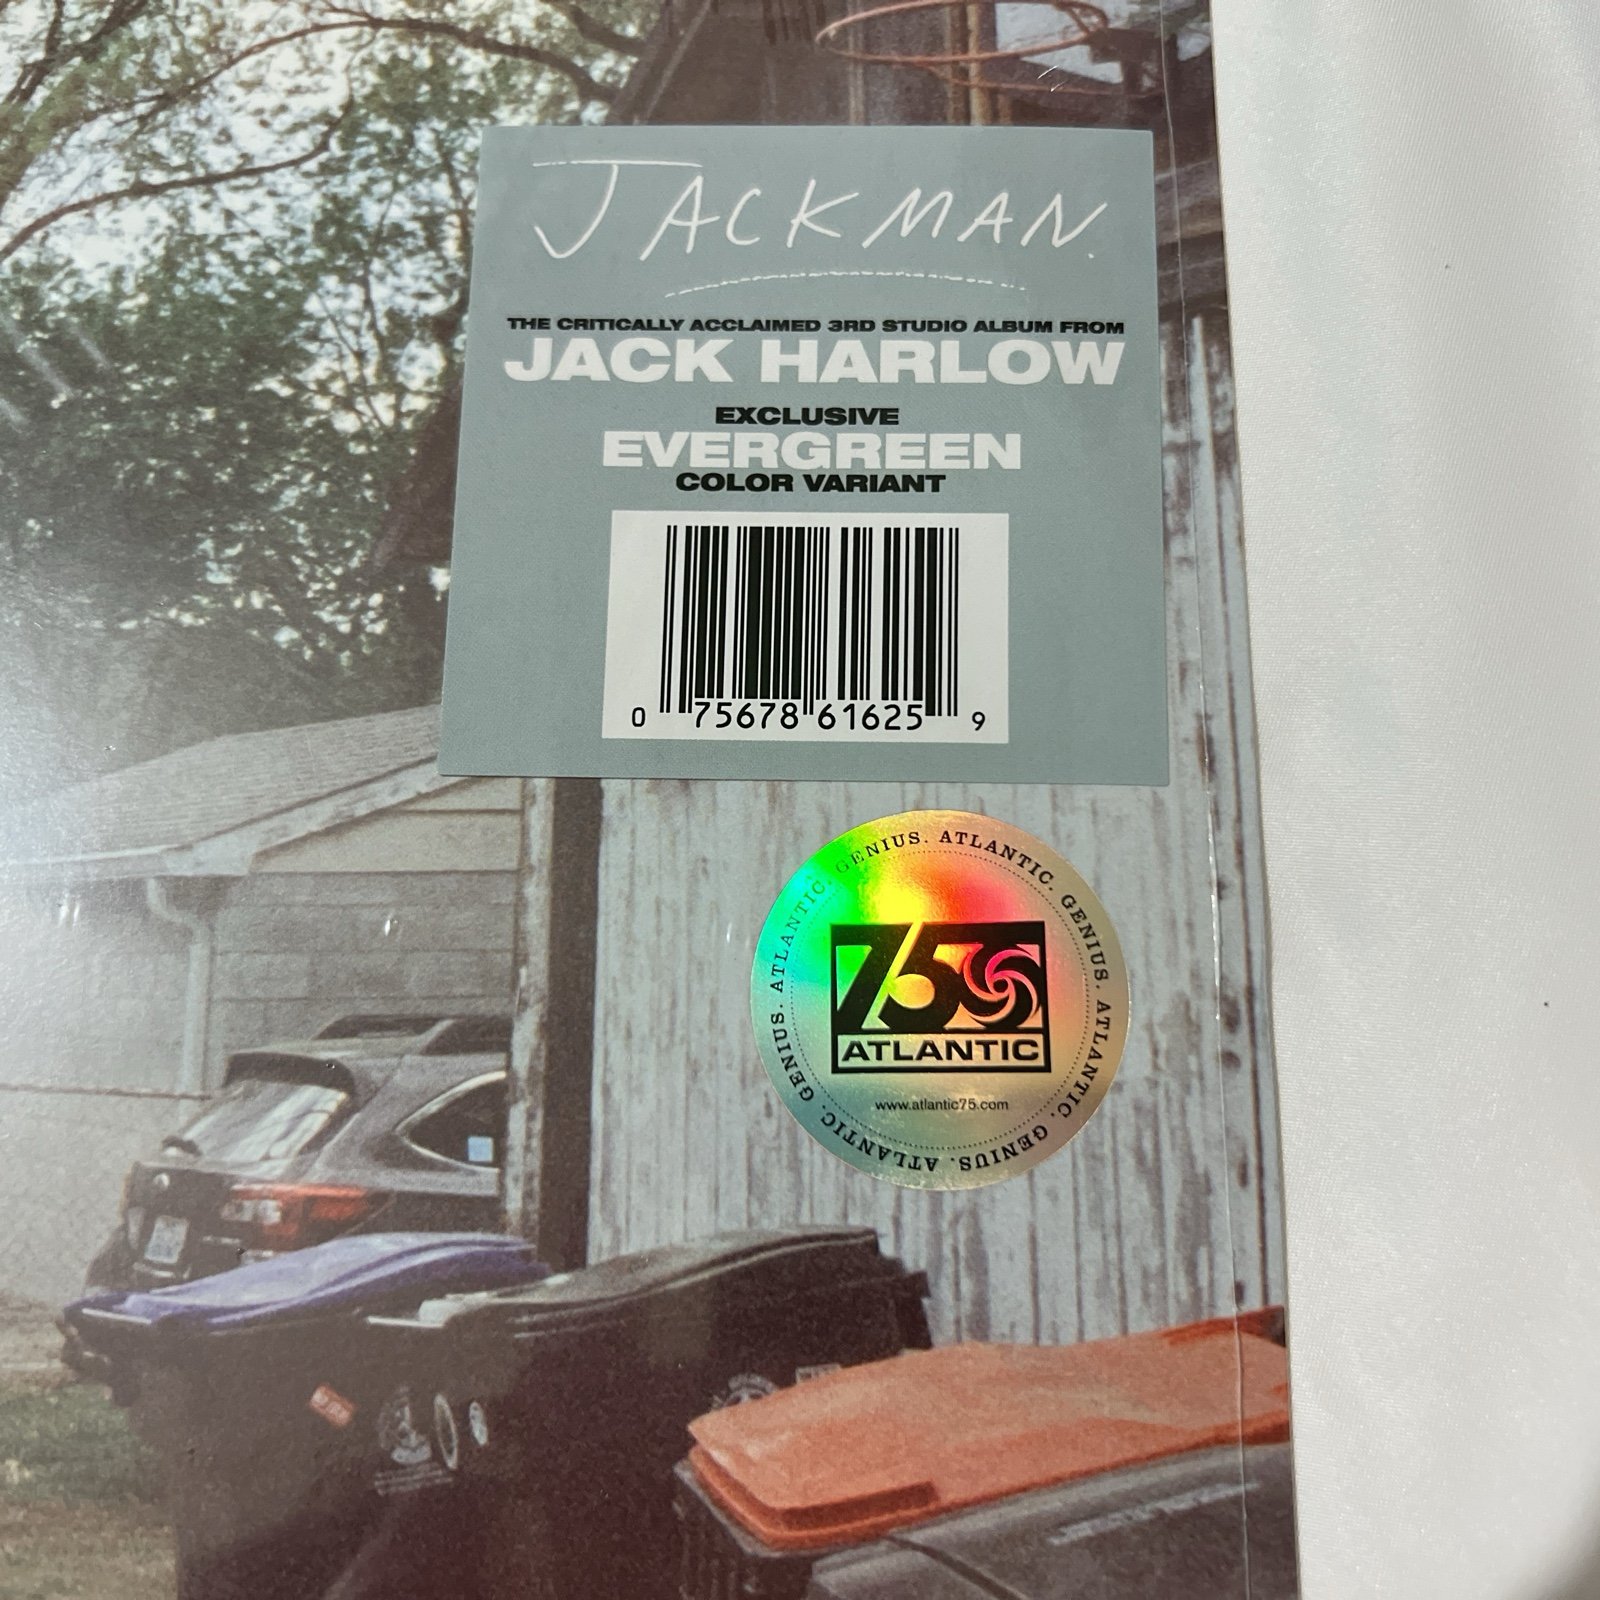 JACKMAN.
THE CRITICALLY ACCLAIMED 3RD STUDIO ALBUM FROM
JACK HARLOW
EXCLUSIVE
EVERGREEN
COLOR VARIANT
0 75678 61625 9
GENIUS. ATLANTIC. GENIUS. ATLANTIC. GENIUS. ATLANTIC. GENIUS. ATLANTIC.
75
ATLANTIC
www.atlantic75.com